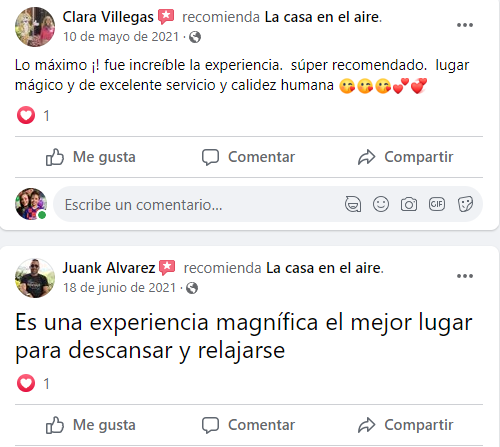 Clara Villegas recomienda La casa en el aire.
10 de mayo de 2021 ·
Lo máximo ¡! fue increíble la experiencia. súper recomendado. lugar
mágico y de excelente servicio y calidez humana 😋😋😋💕💞
1
Me gusta Comentar Compartir
Escribe un comentario...
GIF
Juank Alvarez recomienda La casa en el aire.
18 de junio de 2021 ·
Es una experiencia magnífica el mejor lugar
para descansar y relajarse
1
Me gusta Comentar Compartir